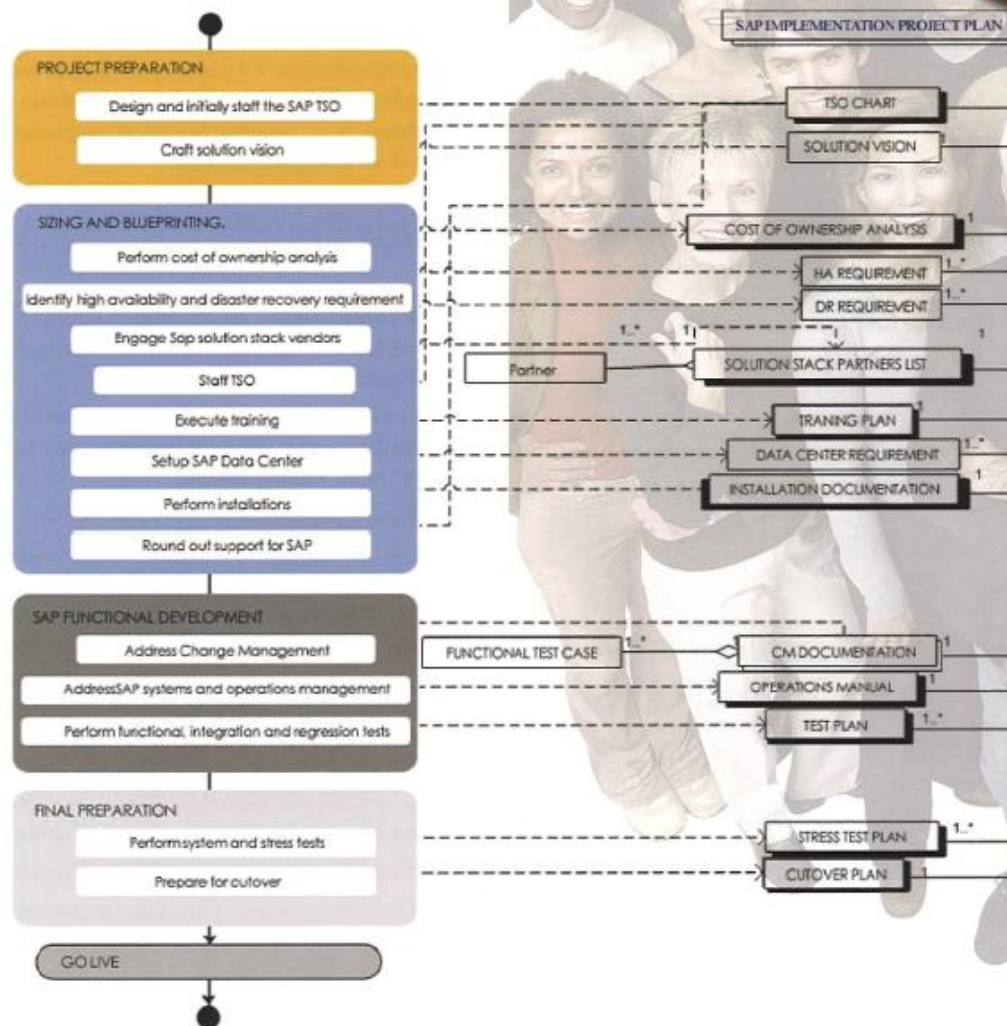 SAP IMPLEMENTATION PROJECT PLAN
PROJECT PREPARATION
Design and initially staff the SAP TSO
Craft solution vision
TSO CHART
SOLUTION VISION
1
SIZING AND BLUEPRINTING.
Perform cost of ownership analysis
Identify high availability and disaster recovery requirement
Engage Sap solution stack vendors
Staff TSO
Execute training
Setup SAP Data Center
Perform installations
Round out support for SAP
COST OF OWNERSHIP ANALYSIS
1
HA REQUIREMENT
1..*
DR REQUIREMENT
1..*
Partner
1..*
1
SOLUTION STACK PARTNERS LIST
1
TRANING PLAN
1
DATA CENTER REQUIREMENT
1..*
INSTALLATION DOCUMENTATION
1
SAP FUNCTIONAL DEVELOPMENT
Address Change Management
AddressSAP systems and operations management
Perform functional, integration and regression tests
FUNCTIONAL TEST CASE
1..*
1
CM DOCUMENTATION
1
OPERATIONS MANUAL
1
TEST PLAN
1..*
FINAL PREPARATION
Perform system and stress tests
Prepare for cutover
STRESS TEST PLAN
1..*
CUTOVER PLAN
1
GO LIVE